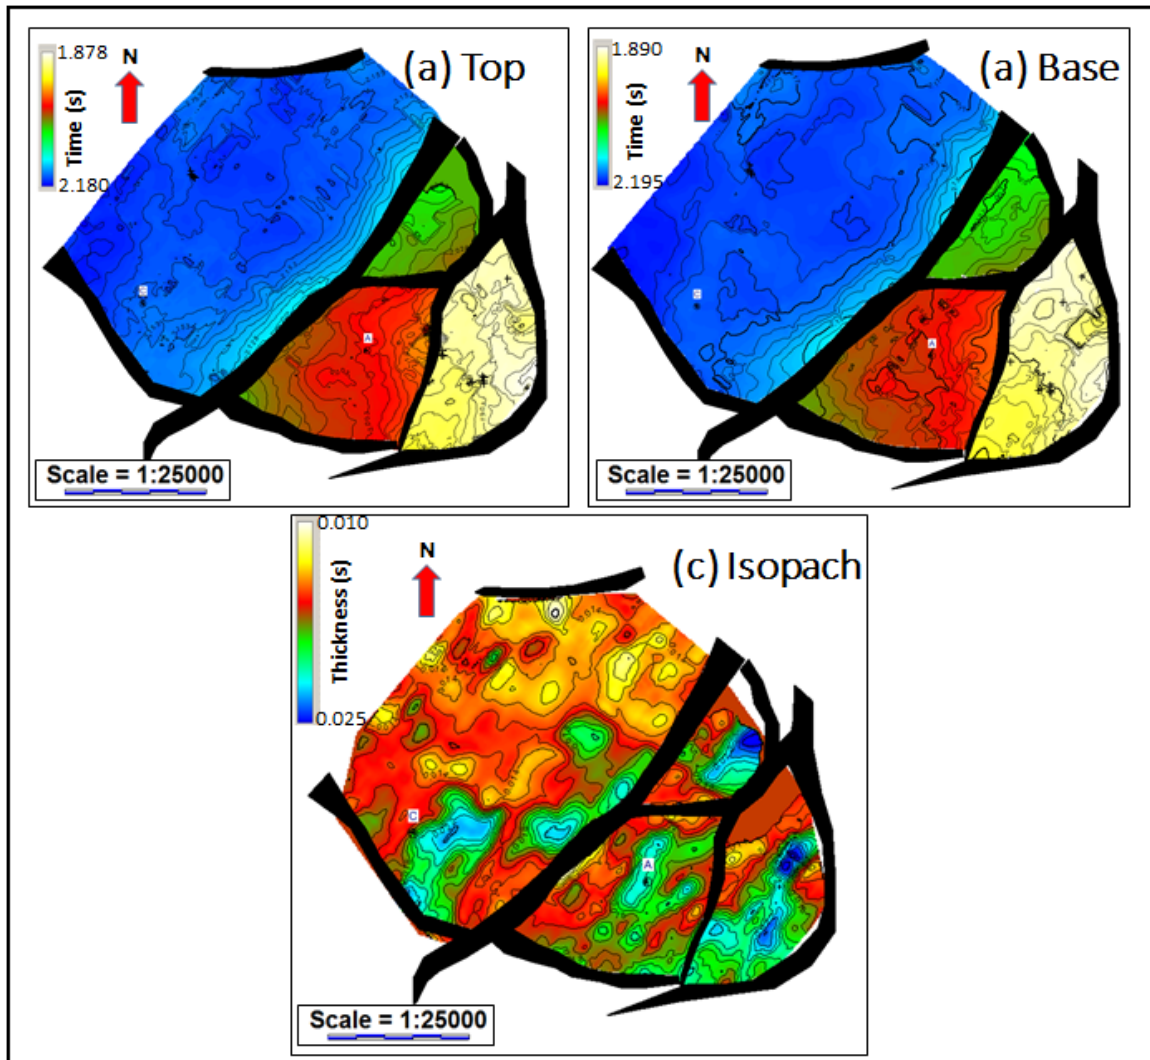 (a) Top
1.878
N
Time (s)
2.180
C
A
Scale = 1:25000
(a) Base
1.890
N
Time (s)
2.195
C
A
Scale = 1:25000
(c) Isopach
0.010
N
Thickness (s)
0.025
C
A
Scale = 1:25000